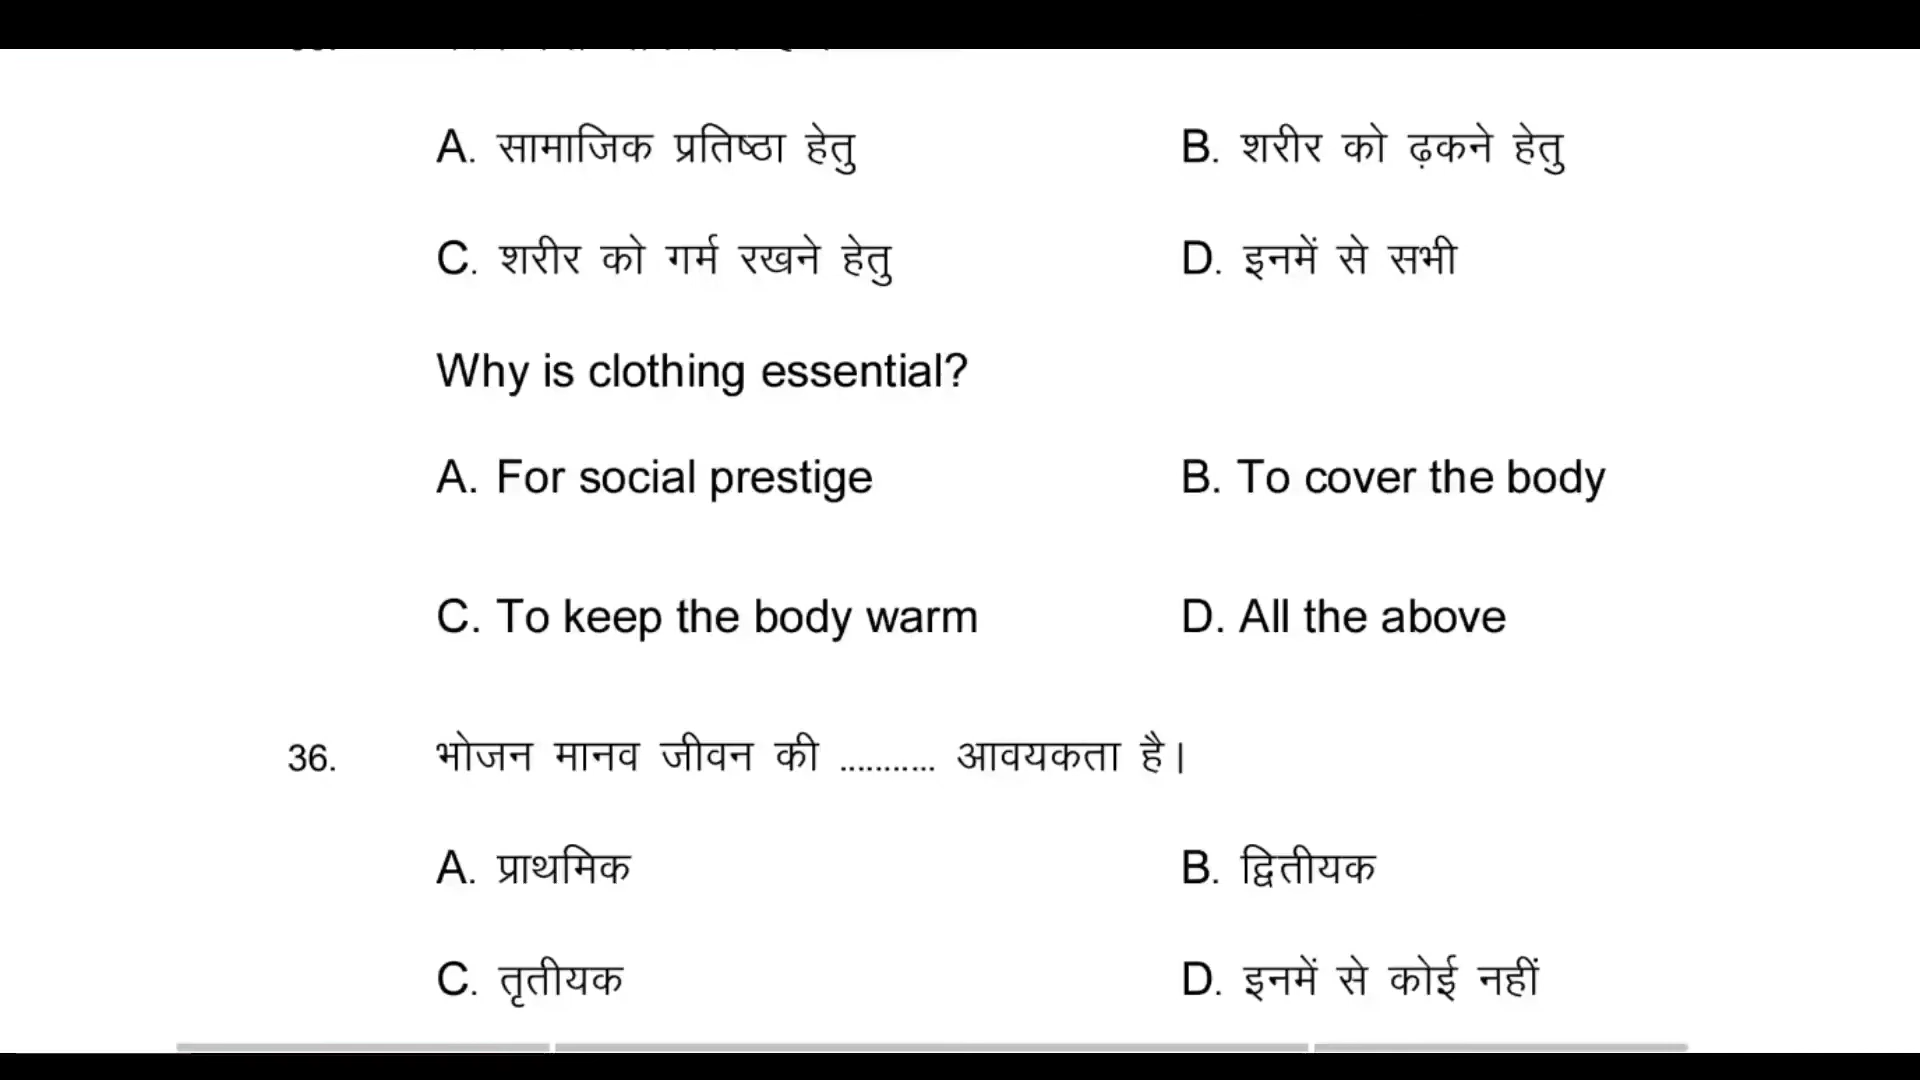 A. सामाजिक प्रतिष्ठा हेतु B. शरीर को ढ़कने हेतु
C. शरीर को गर्म रखने हेतु D. इनमें से सभी
Why is clothing essential?
A. For social prestige B. To cover the body
C. To keep the body warm D. All the above
36. भोजन मानव जीवन की ........... आवयकता है।
A. प्राथमिक B. द्वितीयक
C. तृतीयक D. इनमें से कोई नहीं